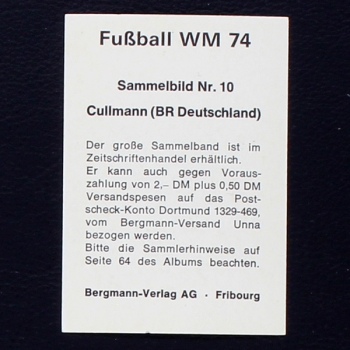 Fußball WM 74
Sammelbild Nr. 10
Cullmann (BR Deutschland)
Der große Sammelband ist im
Zeitschriftenhandel erhältlich.
Er kann auch gegen Voraus-
zahlung von 2,– DM plus 0,50 DM
Versandspesen auf das Post-
scheck-Konto Dortmund 1329-469,
vom Bergmann-Versand Unna
bezogen werden.
Bitte die Sammlerhinweise auf
Seite 64 des Albums beachten.
Bergmann-Verlag AG · Fribourg